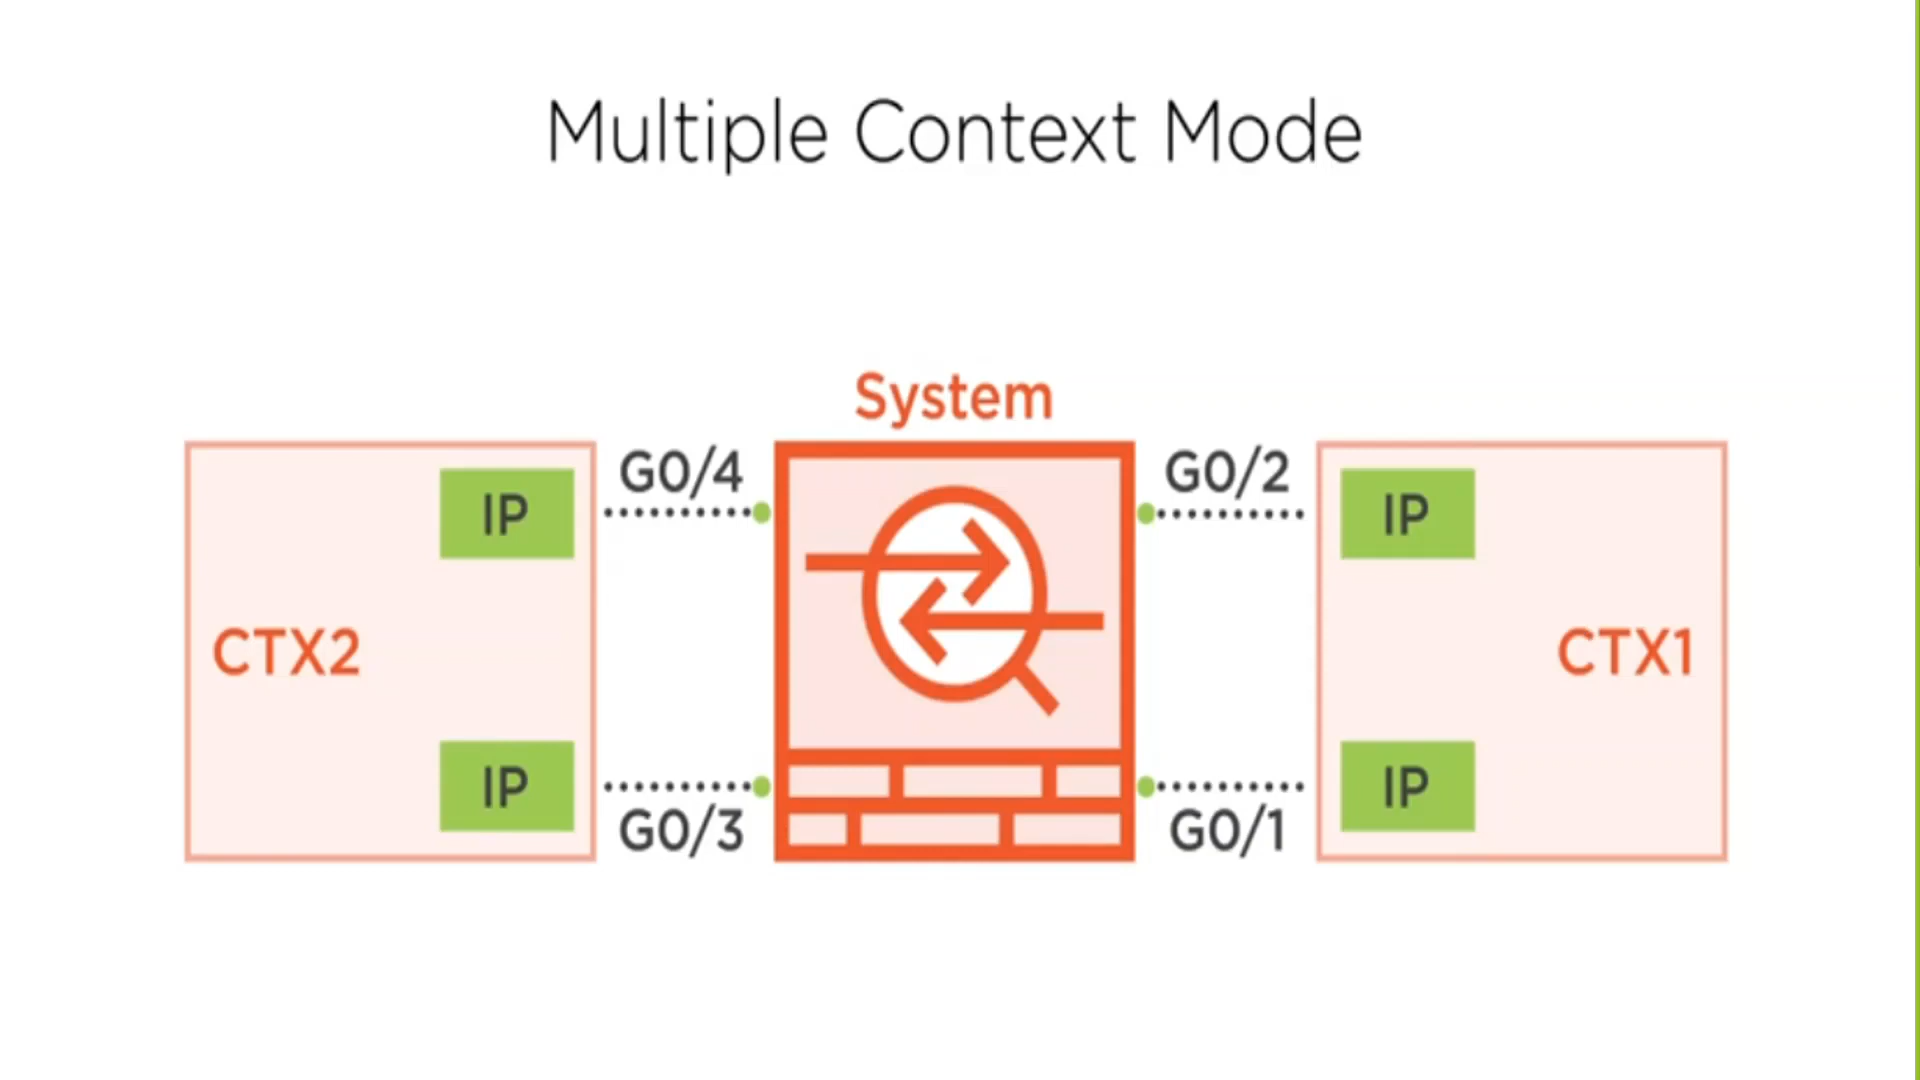 Multiple Context Mode
System
G0/4
G0/2
IP
IP
CTX2
CTX1
IP
IP
G0/3
G0/1